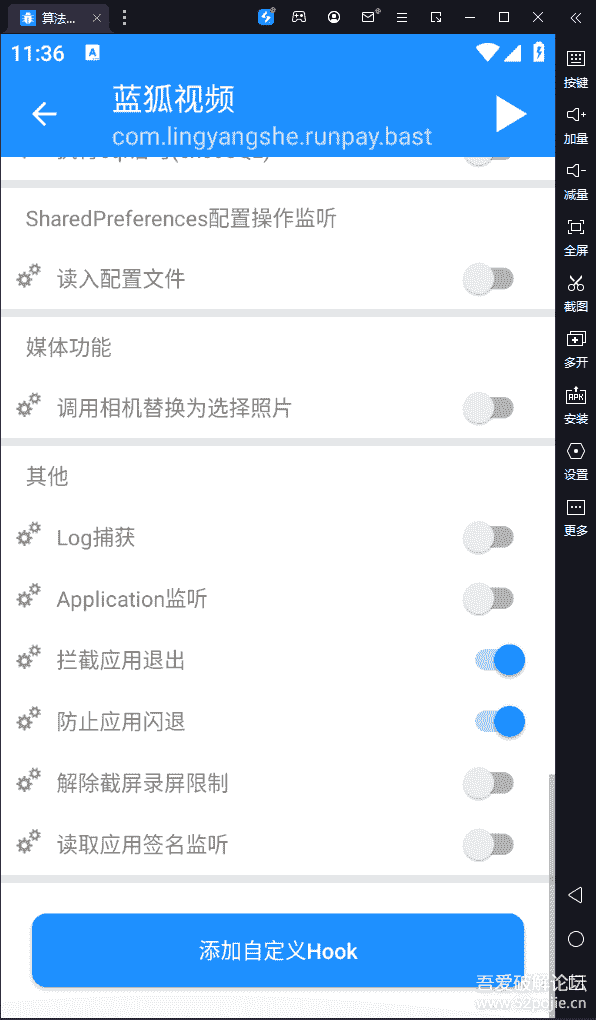 算法...
11:36
蓝狐视频
com.lingyangshe.runpay.bast
SharedPreferences配置操作监听
读入配置文件
媒体功能
调用相机替换为选择照片
其他
Log捕获
Application监听
拦截应用退出
防止应用闪退
解除截屏录屏限制
读取应用签名监听
添加自定义Hook
按键
加量
减量
全屏
截图
多开
APK
安装
设置
更多
吾爱破解论坛
www.52pojie.cn